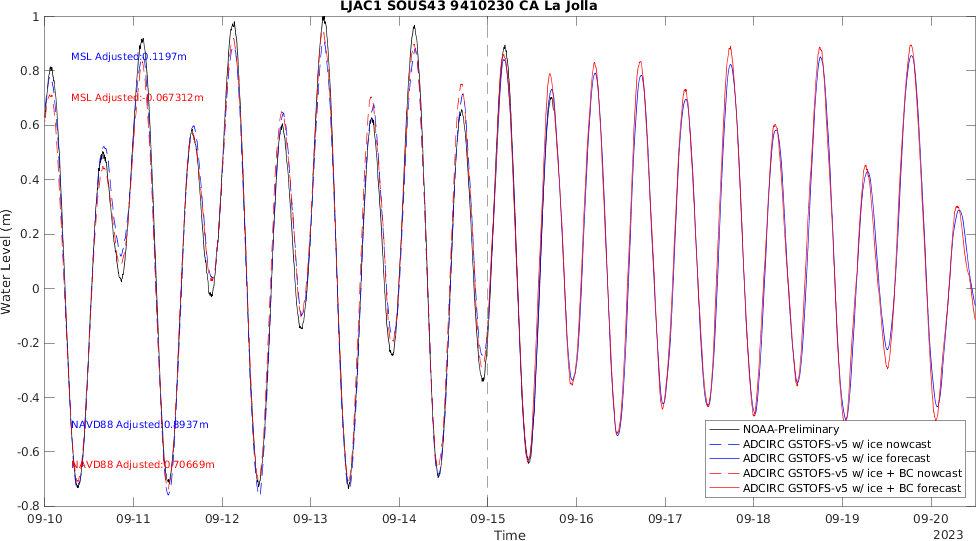 LJAC1 SOUS43 9410230 CA La Jolla
1
0.8
0.6
0.4
0.2
0
-0.2
-0.4
-0.6
-0.8
Water Level (m)
MSL Adjusted:0.1197m
MSL Adjusted:-0.067312m
NAVD88 Adjusted:0.8937m
NAVD88 Adjusted:0.70669m
NOAA-Preliminary
ADCIRC GSTOFS-v5 w/ ice nowcast
ADCIRC GSTOFS-v5 w/ ice forecast
ADCIRC GSTOFS-v5 w/ ice + BC nowcast
ADCIRC GSTOFS-v5 w/ ice + BC forecast
09-10 09-11 09-12 09-13 09-14 09-15 09-16 09-17 09-18 09-19 09-20
Time
2023